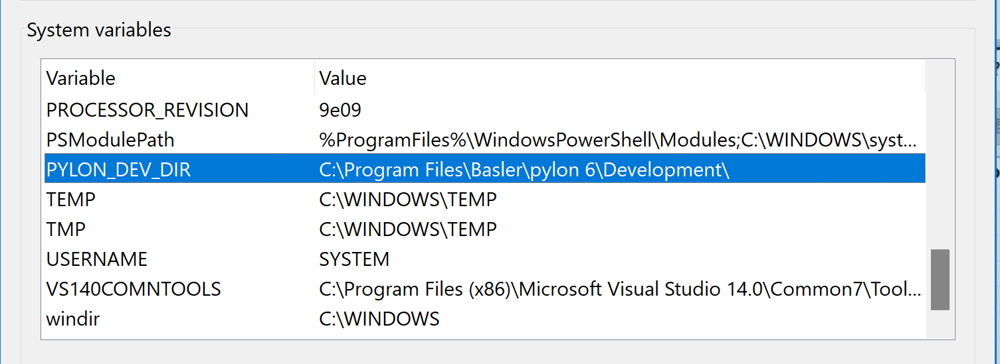 System variables
Variable Value
PROCESSOR_REVISION 9e09
PSModulePath %ProgramFiles%\WindowsPowerShell\Modules;C:\WINDOWS\syst...
PYLON_DEV_DIR C:\Program Files\Basler\pylon 6\Development\
TEMP C:\WINDOWS\TEMP
TMP C:\WINDOWS\TEMP
USERNAME SYSTEM
VS140COMNTOOLS C:\Program Files (x86)\Microsoft Visual Studio 14.0\Common7\Tool...
windir C:\WINDOWS